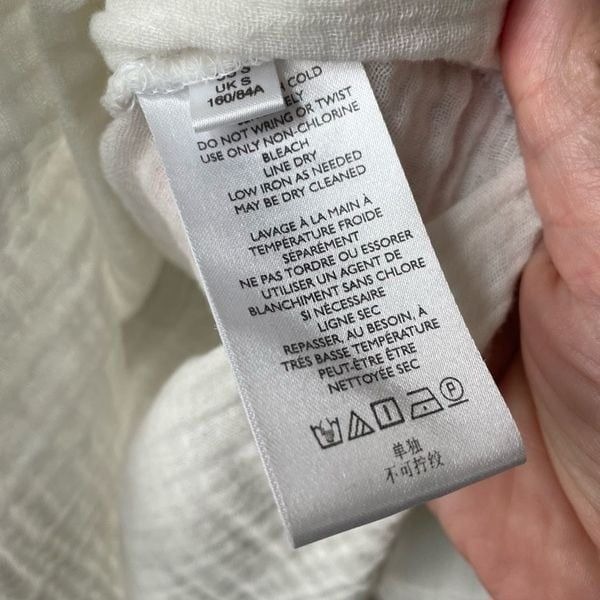 UK S
160/84A
COLD
DO NOT WRING OR TWIST
USE ONLY NON-CHLORINE
BLEACH
LINE DRY
LOW IRON AS NEEDED
MAY BE DRY CLEANED
LAVAGE À LA MAIN À
TEMPÉRATURE FROIDE
SÉPARÉMENT
NE PAS TORDRE OU ESSORER
UTILISER UN AGENT DE
BLANCHIMENT SANS CHLORE
SI NÉCESSAIRE
LIGNE SEC
REPASSER, AU BESOIN, À
TRÈS BASSE TEMPÉRATURE
PEUT-ÊTRE ÊTRE
NETTOYÉE SEC
P
单独
不可拧绞